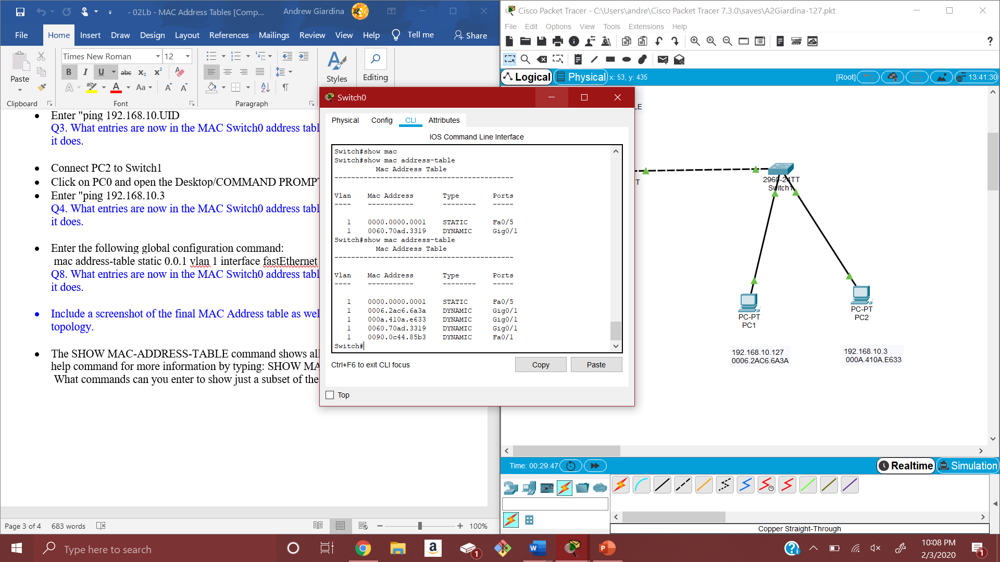 - 02Lb - MAC Address Tables [Comp...
Andrew Giardina
File
Home
Insert
Draw
Design
Layout
References
Mailings
Review
View
Help
Tell me
Share
Paste
Clipboard
Times New Roman
12
B
I
U
abc
x₂
x²
A
Aa
Font
Paragraph
Styles
Editing
Enter "ping 192.168.10.UID
Q3. What entries are now in the MAC Switch0 address tabl
it does.
Connect PC2 to Switch1
Click on PC0 and open the Desktop/COMMAND PROMPT
Enter "ping 192.168.10.3
Q4. What entries are now in the MAC Switch0 address tabl
it does.
Enter the following global configuration command:
mac address-table static 0.0.1 vlan 1 interface fastEthernet
Q8. What entries are now in the MAC Switch0 address tabl
it does.
Include a screenshot of the final MAC Address table as wel
topology.
The SHOW MAC-ADDRESS-TABLE command shows all
help command for more information by typing: SHOW MA
What commands can you enter to show just a subset of the
Page 3 of 4
683 words
100%
Switch0
Physical
Config
CLI
Attributes
IOS Command Line Interface
Switch#show mac
Switch#show mac address-table
Mac Address Table
-------------------------------------------
Vlan Mac Address Type Ports
---- ----------- -------- -----
1 0000.0000.0001 STATIC Fa0/5
1 0060.70ad.3319 DYNAMIC Gig0/1
Switch#show mac address-table
Mac Address Table
-------------------------------------------
Vlan Mac Address Type Ports
---- ----------- -------- -----
1 0000.0000.0001 STATIC Fa0/5
1 0006.2ac6.6a3a DYNAMIC Gig0/1
1 000a.410a.e633 DYNAMIC Gig0/1
1 0060.70ad.3319 DYNAMIC Gig0/1
1 0090.0c44.85b3 DYNAMIC Fa0/1
Switch#
Ctrl+F6 to exit CLI focus
Copy
Paste
Top
Cisco Packet Tracer - C:\Users\andre\Cisco Packet Tracer 7.3.0\saves\A2Giardina-127.pkt
File
Edit
Options
View
Tools
Extensions
Help
?
Logical
Physical
x: 53, y: 435
[Root]
13:41:30
LE
T
2960-24TT
Switch1
PC-PT
PC1
PC-PT
PC2
192.168.10.127
0006.2AC6.6A3A
192.168.10.3
000A.410A.E633
Time: 00:29:47
Realtime
Simulation
Copper Straight-Through
Type here to search
1
10:08 PM
2/3/2020
1